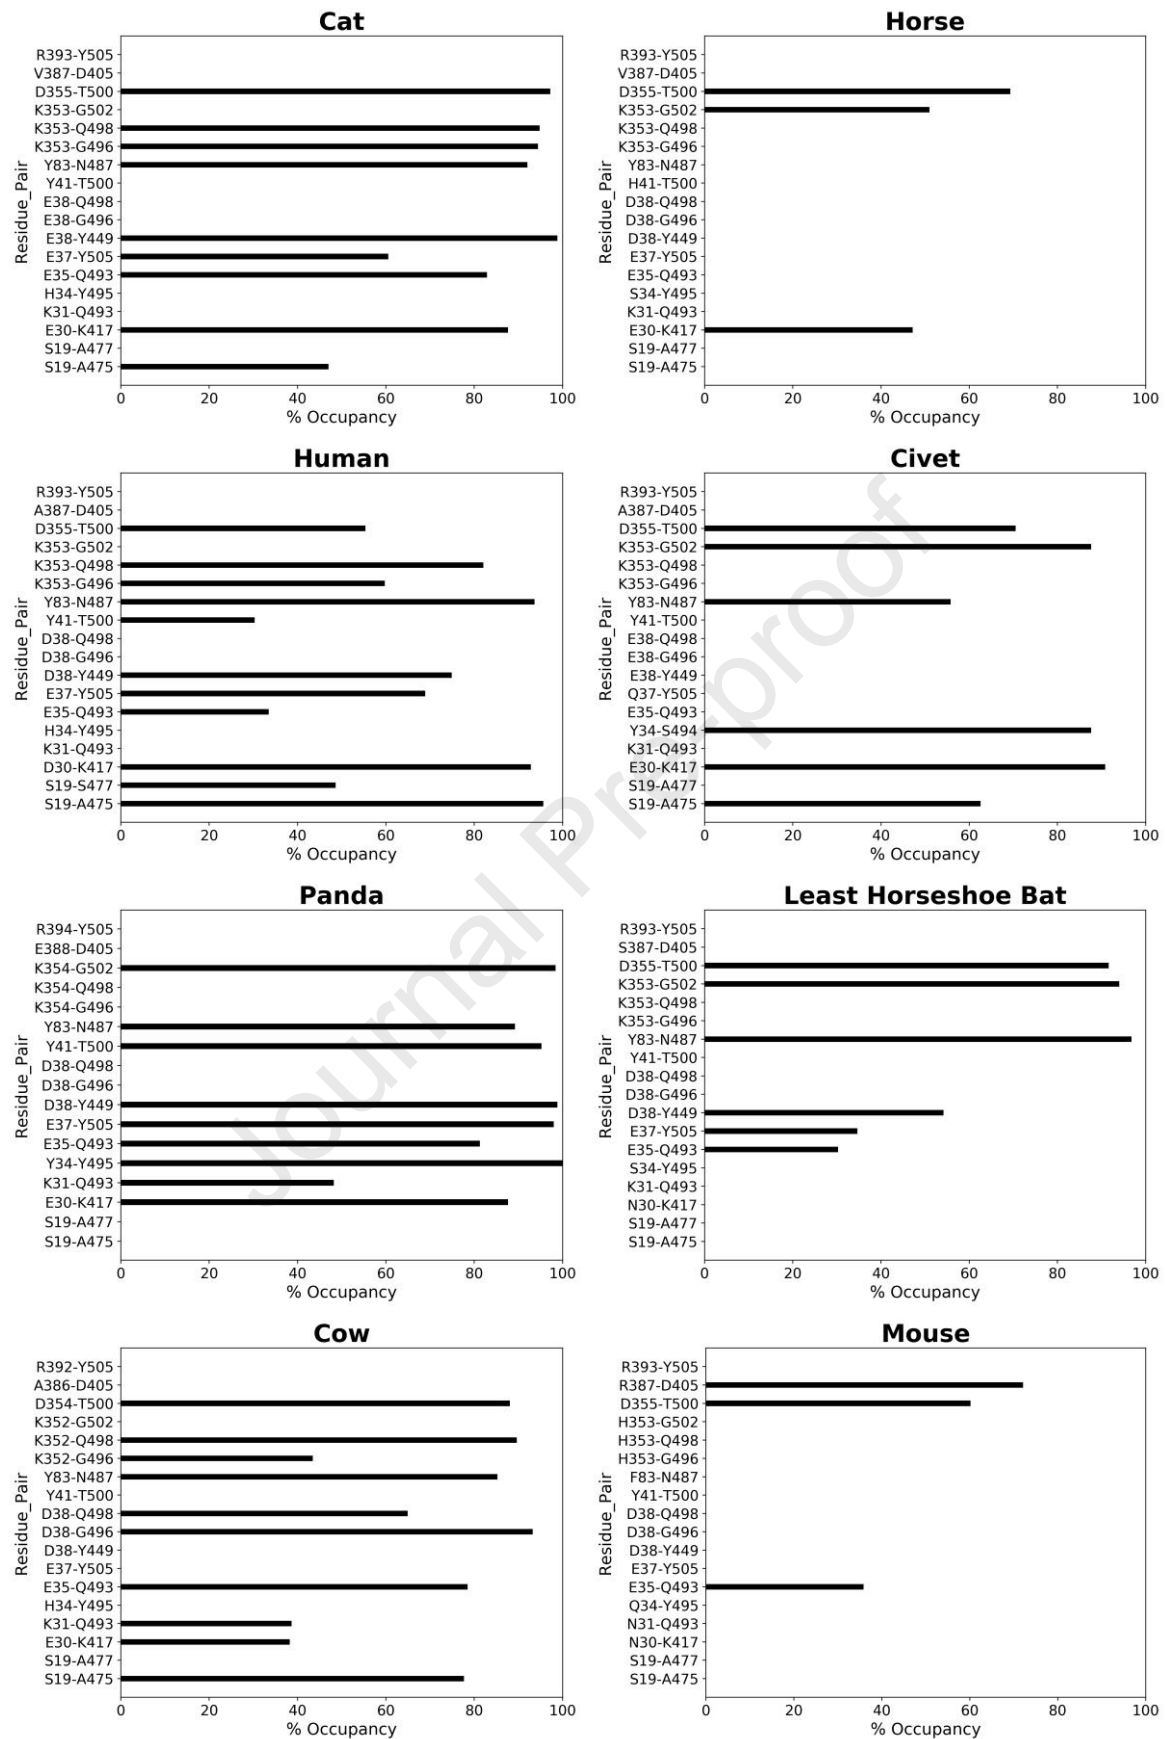 Cat
Residue_Pair
R393-Y505
V387-D405
D355-T500
K353-G502
K353-Q498
K353-G496
Y83-N487
Y41-T500
E38-Q498
E38-G496
E38-Y449
E37-Y505
E35-Q493
H34-Y495
K31-Q493
E30-K417
S19-A477
S19-A475
0 20 40 60 80 100
% Occupancy
Horse
Residue_Pair
R393-Y505
V387-D405
D355-T500
K353-G502
K353-Q498
K353-G496
Y83-N487
H41-T500
D38-Q498
D38-G496
D38-Y449
E37-Y505
E35-Q493
S34-Y495
K31-Q493
E30-K417
S19-A477
S19-A475
0 20 40 60 80 100
% Occupancy
Human
Residue_Pair
R393-Y505
A387-D405
D355-T500
K353-G502
K353-Q498
K353-G496
Y83-N487
Y41-T500
D38-Q498
D38-G496
D38-Y449
E37-Y505
E35-Q493
H34-Y495
K31-Q493
D30-K417
S19-S477
S19-A475
0 20 40 60 80 100
% Occupancy
Civet
Residue_Pair
R393-Y505
A387-D405
D355-T500
K353-G502
K353-Q498
K353-G496
Y83-N487
Y41-T500
E38-Q498
E38-G496
E38-Y449
Q37-Y505
E35-Q493
Y34-S494
K31-Q493
E30-K417
S19-A477
S19-A475
0 20 40 60 80 100
% Occupancy
Panda
Residue_Pair
R394-Y505
E388-D405
K354-G502
K354-Q498
K354-G496
Y83-N487
Y41-T500
D38-Q498
D38-G496
D38-Y449
E37-Y505
E35-Q493
Y34-Y495
K31-Q493
E30-K417
S19-A477
S19-A475
0 20 40 60 80 100
% Occupancy
Least Horseshoe Bat
Residue_Pair
R393-Y505
S387-D405
D355-T500
K353-G502
K353-Q498
K353-G496
Y83-N487
Y41-T500
D38-Q498
D38-G496
D38-Y449
E37-Y505
E35-Q493
S34-Y495
K31-Q493
N30-K417
S19-A477
S19-A475
0 20 40 60 80 100
% Occupancy
Cow
Residue_Pair
R392-Y505
A386-D405
D354-T500
K352-G502
K352-Q498
K352-G496
Y83-N487
Y41-T500
D38-Q498
D38-G496
D38-Y449
E37-Y505
E35-Q493
H34-Y495
K31-Q493
E30-K417
S19-A477
S19-A475
0 20 40 60 80 100
% Occupancy
Mouse
Residue_Pair
R393-Y505
R387-D405
D355-T500
H353-G502
H353-Q498
H353-G496
F83-N487
Y41-T500
D38-Q498
D38-G496
D38-Y449
E37-Y505
E35-Q493
Q34-Y495
N31-Q493
N30-K417
S19-A477
S19-A475
0 20 40 60 80 100
% Occupancy
Journal Pre-proof